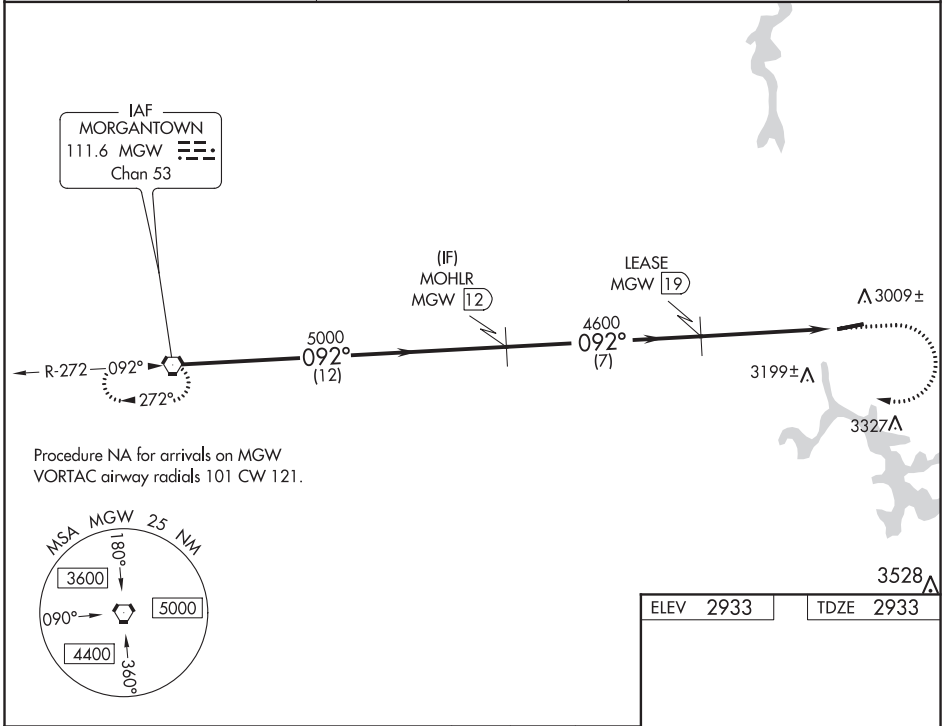 IAF
MORGANTOWN
111.6 MGW
Chan 53
(IF)
MOHLR
MGW 12
LEASE
MGW 19
3009±
5000
092°
(12)
4600
092°
(7)
R-272
092°
272°
3199±
3327
Procedure NA for arrivals on MGW
VORTAC airway radials 101 CW 121.
MSA MGW 25 NM
180°
3600
090°
5000
4400
360°
3528
ELEV 2933
TDZE 2933